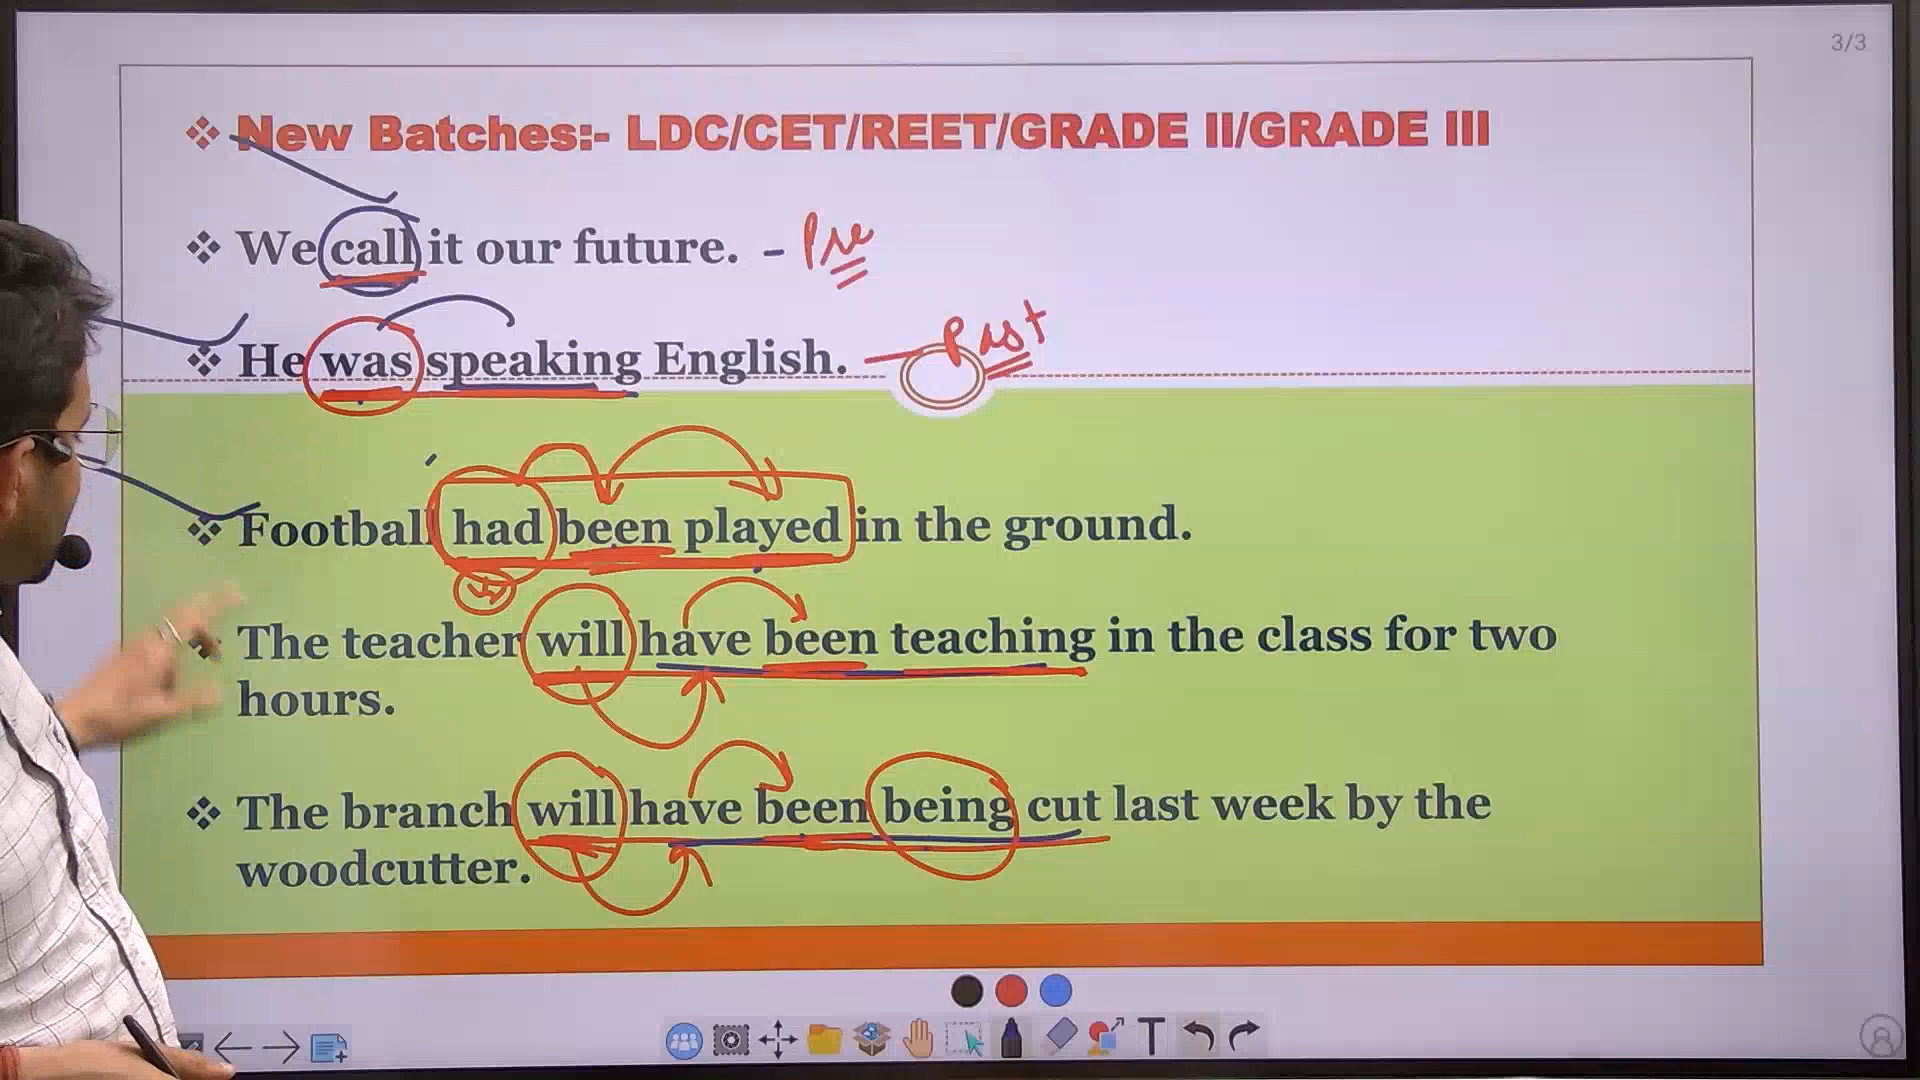 3/3
New Batches:- LDC/CET/REET/GRADE II/GRADE III
We call it our future. - Pre
He was speaking English. - Past
Football had been played in the ground.
The teacher will have been teaching in the class for two
hours.
The branch will have been being cut last week by the
woodcutter.